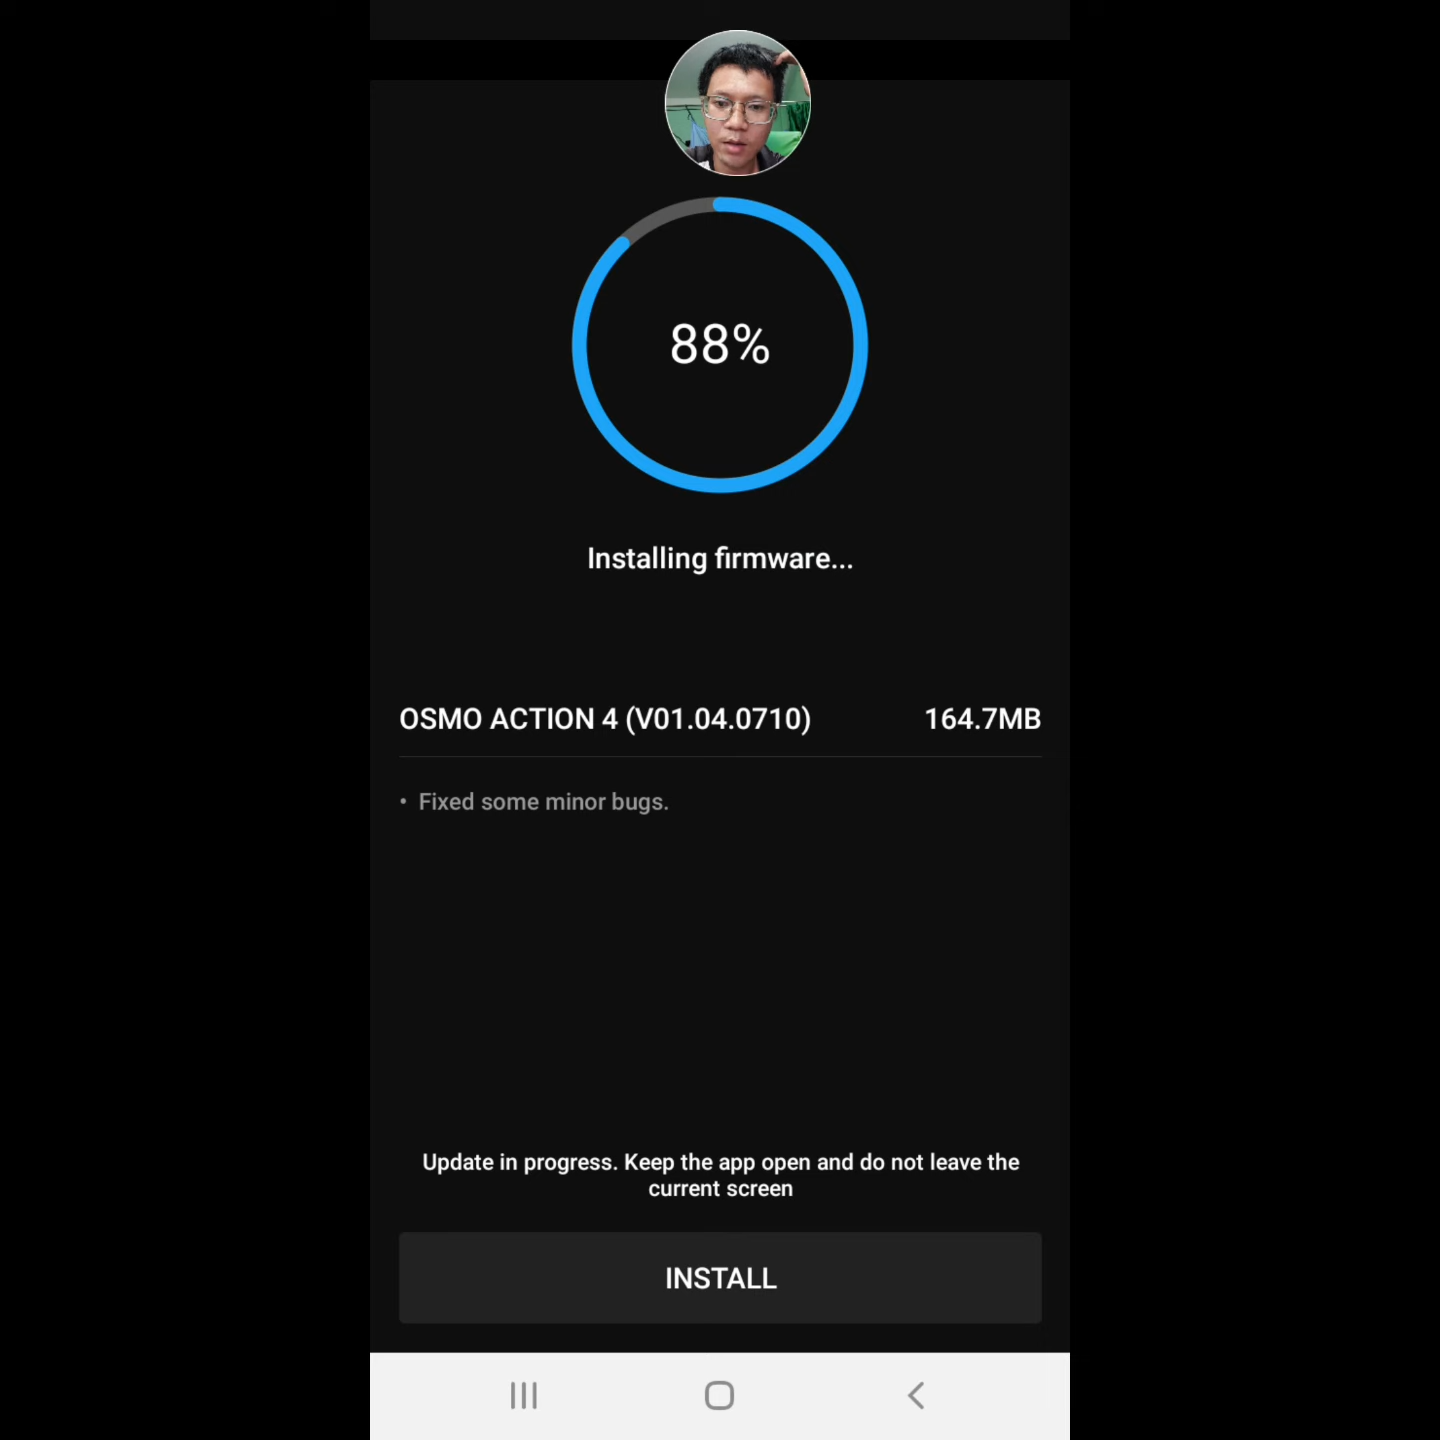 88%
Installing firmware...
OSMO ACTION 4 (V01.04.0710) 164.7MB
• Fixed some minor bugs.
Update in progress. Keep the app open and do not leave the
current screen
INSTALL